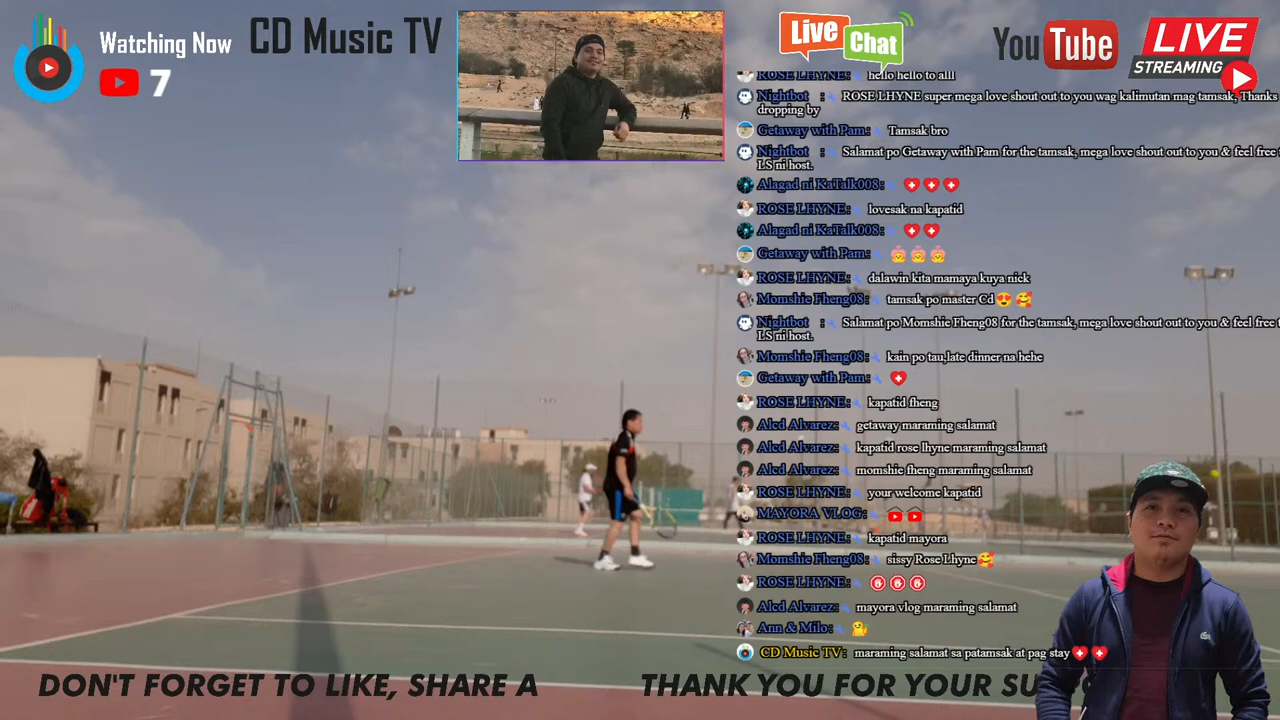 Watching Now
7
CD Music TV
Live Chat
YouTube
LIVE
STREAMING
ROSE LHYNE: hello hello to alll
Nightbot : ROSE LHYNE super mega love shout out to you wag kalimutan mag tamsak, Thanks
dropping by
Getaway with Pam: Tamsak bro
Nightbot : Salamat po Getaway with Pam for the tamsak, mega love shout out to you & feel free
LS ni host.
Alagad ni KaTalk008:
ROSE LHYNE: lovesak na kapatid
Alagad ni KaTalk008:
Getaway with Pam:
ROSE LHYNE: dalawin kita mamaya kuya nick
Momshie Fheng08: tamsak po master Cd😍🥰
Nightbot : Salamat po Momshie Fheng08 for the tamsak, mega love shout out to you & feel free
LS ni host.
Momshie Fheng08: kain po tau,late dinner na hehe
Getaway with Pam:
ROSE LHYNE: kapatid fheng
Alcd Alvarez: getaway maraming salamat
Alcd Alvarez: kapatid rose lhyne maraming salamat
Alcd Alvarez: momshie fheng maraming salamat
ROSE LHYNE: your welcome kapatid
MAYORA VLOG:
ROSE LHYNE: kapatid mayora
Momshie Fheng08: sissy Rose Lhyne🥰
ROSE LHYNE:
Alcd Alvarez: mayora vlog maraming salamat
Ann & Milo:
CD Music TV: maraming salamat sa patamsak at pag stay
DON'T FORGET TO LIKE, SHARE A
THANK YOU FOR YOUR SU